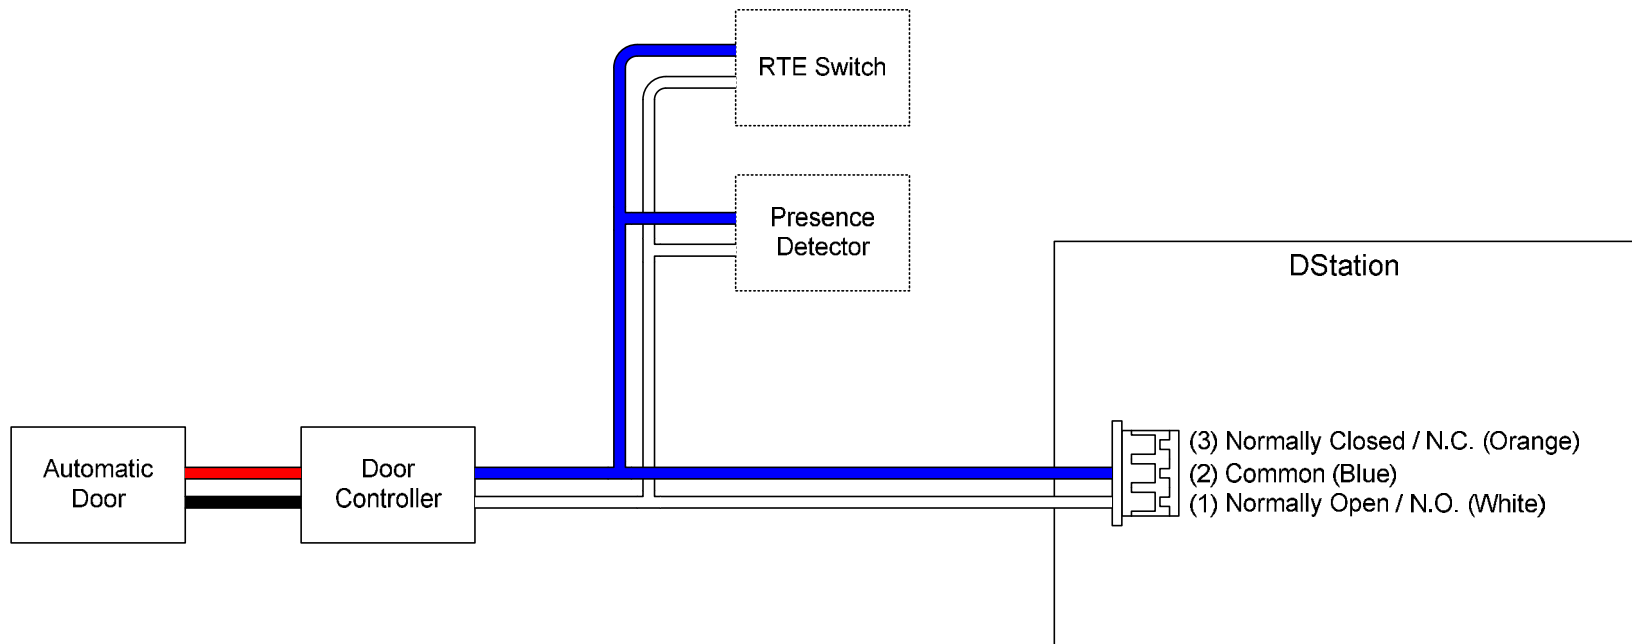 RTE Switch
Presence
Detector
DStation
Automatic
Door
Door
Controller
(3) Normally Closed / N.C. (Orange)
(2) Common (Blue)
(1) Normally Open / N.O. (White)